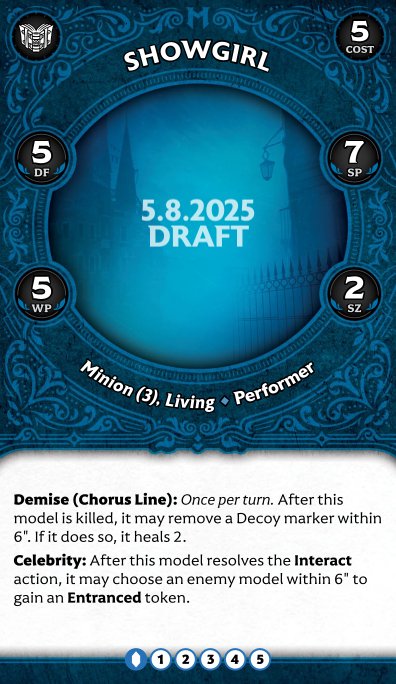 SHOWGIRL
5
COST
5
DF
7
SP
5.8.2025
DRAFT
5
WP
2
SZ
Minion (3), Living ◆ Performer
Demise (Chorus Line): Once per turn. After this
model is killed, it may remove a Decoy marker within
6". If it does so, it heals 2.
Celebrity: After this model resolves the Interact
action, it may choose an enemy model within 6" to
gain an Entranced token.
1 2 3 4 5